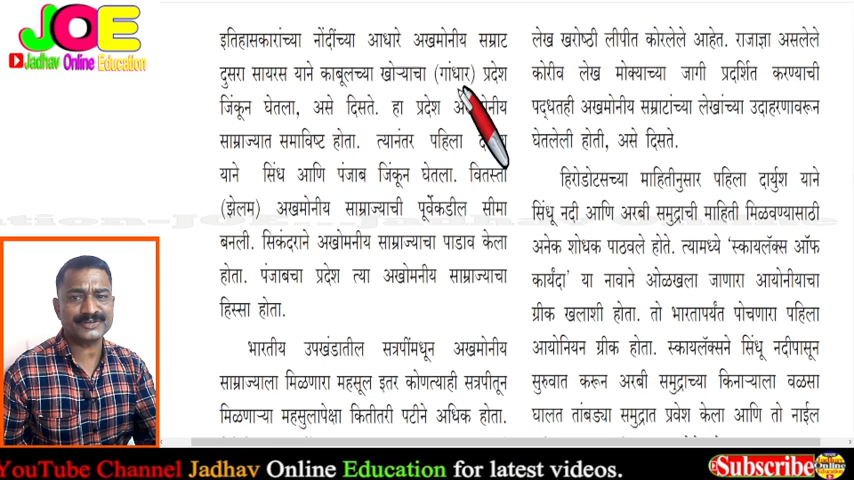 JOE
Jadhav Online Education
इतिहासकारांच्या नोंदींच्या आधारे अखमोनीय सम्राट
दुसरा सायरस याने काबूलच्या खोऱ्याचा (गांधार) प्रदेश
जिंकून घेतला, असे दिसते. हा प्रदेश
साम्राज्यात समाविष्ट होता. त्यानंतर पहिला
याने सिंध आणि पंजाब जिंकून घेतला. वितस्ता
(झेलम) अखमोनीय साम्राज्याची पूर्वेकडील सीमा
बनली. सिकंदराने अखोमनीय साम्राज्याचा पाडाव केला
होता. पंजाबचा प्रदेश त्या अखोमनीय साम्राज्याचा
हिस्सा होता.
भारतीय उपखंडातील सत्रपींमधून अखमोनीय
साम्राज्याला मिळणारा महसूल इतर कोणत्याही सत्रपीतून
मिळणाऱ्या महसुलापेक्षा कितीतरी पटीने अधिक होता.
लेख खरोष्ठी लीपीत कोरलेले आहेत. राजाज्ञा असलेले
कोरीव लेख मोक्याच्या जागी प्रदर्शित करण्याची
पद्धतही अखमोनीय सम्राटांच्या लेखांच्या उदाहरणावरून
घेतलेली होती, असे दिसते.
हिरोडोटसच्या माहितीनुसार पहिला दार्युश याने
सिंधू नदी आणि अरबी समुद्राची माहिती मिळवण्यासाठी
अनेक शोधक पाठवले होते. त्यामध्ये ‘स्कायलॅक्स ऑफ
कार्यंदा’ या नावाने ओळखला जाणारा आयोनीयाचा
ग्रीक खलाशी होता. तो भारतापर्यंत पोचणारा पहिला
आयोनियन ग्रीक होता. स्कायलॅक्सने सिंधू नदीपासून
सुरुवात करून अरबी समुद्राच्या किनाऱ्याला वळसा
घालत तांबड्या समुद्रात प्रवेश केला आणि तो नाईल
YouTube Channel Jadhav Online Education for latest videos.
Subscribe